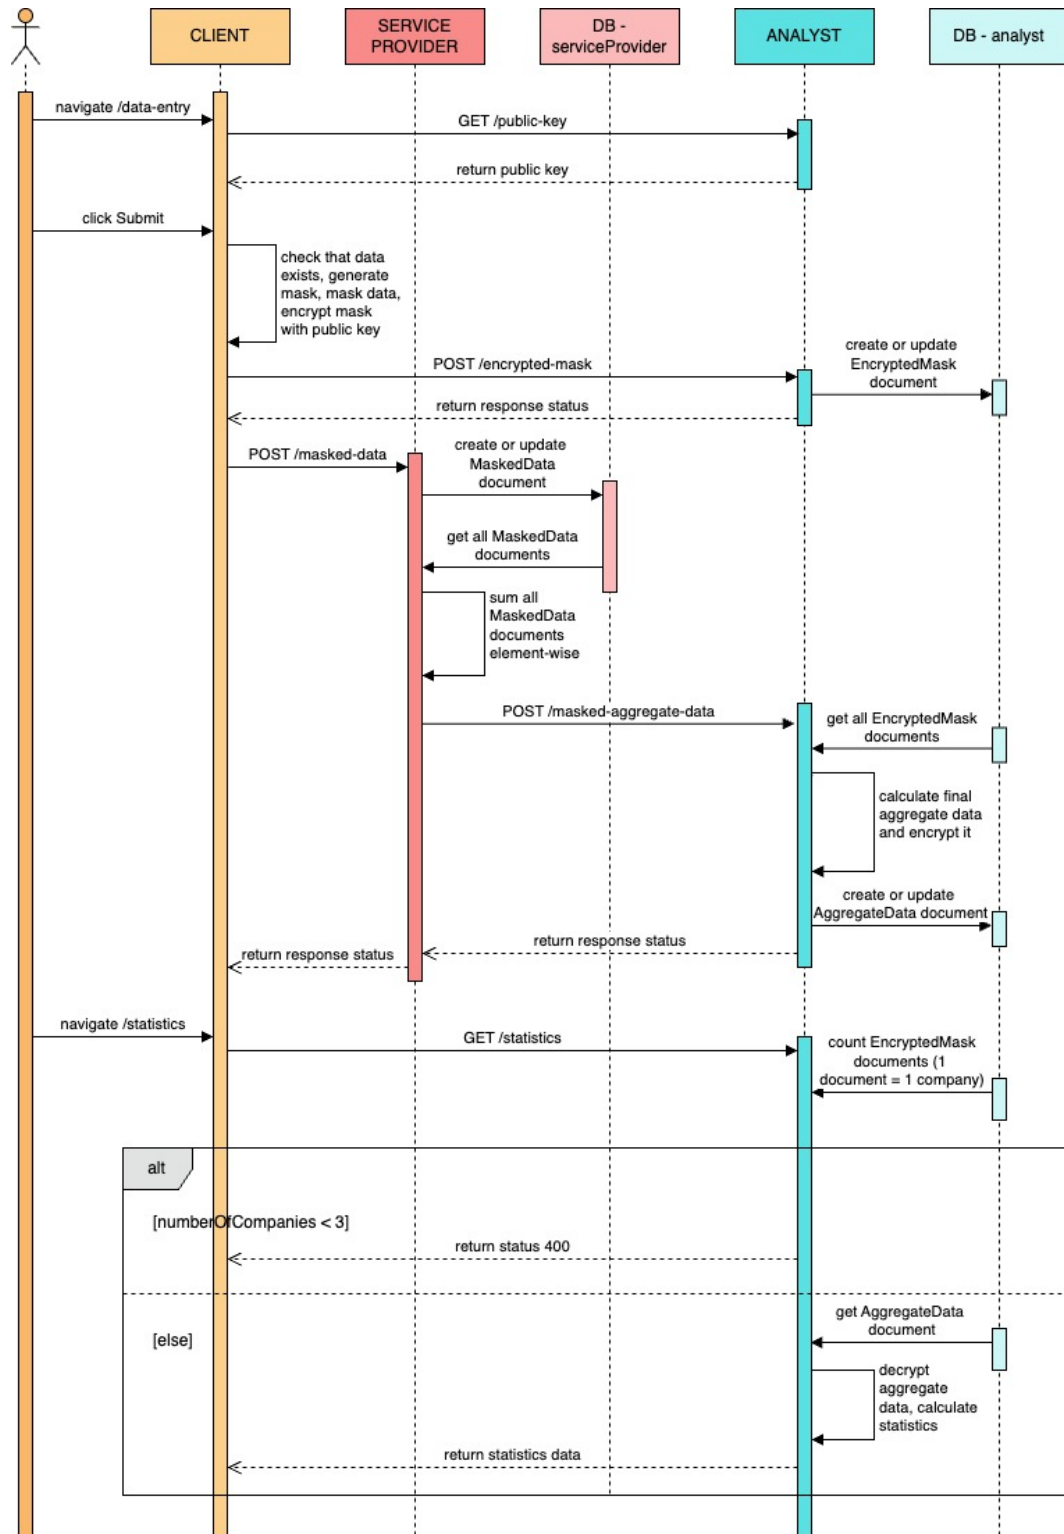 CLIENT
SERVICE
PROVIDER
DB -
serviceProvider
ANALYST
DB - analyst
navigate /data-entry
GET /public-key
return public key
click Submit
check that data
exists, generate
mask, mask data,
encrypt mask
with public key
POST /encrypted-mask
create or update
EncryptedMask
document
return response status
POST /masked-data
create or update
MaskedData
document
get all MaskedData
documents
sum all
MaskedData
documents
element-wise
POST /masked-aggregate-data
get all EncryptedMask
documents
calculate final
aggregate data
and encrypt it
create or update
AggregateData document
return response status
return response status
navigate /statistics
GET /statistics
count EncryptedMask
documents (1
document = 1 company)
alt
[numberOfCompanies < 3]
return status 400
[else]
get AggregateData
document
decrypt
aggregate
data, calculate
statistics
return statistics data